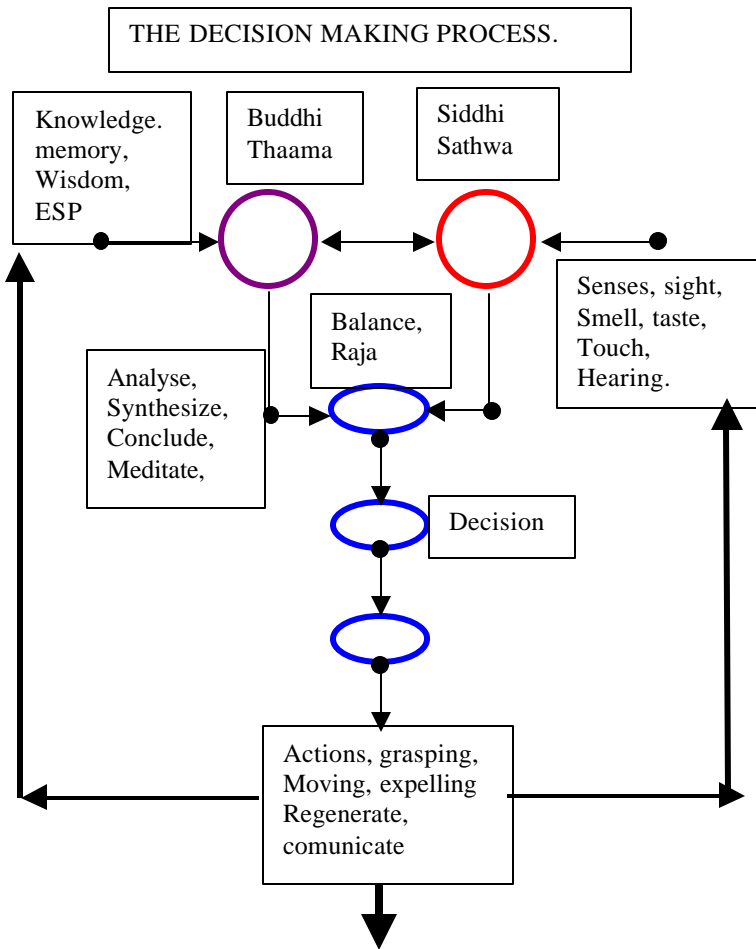 THE DECISION MAKING PROCESS.
Knowledge.
memory,
Wisdom,
ESP
Buddhi
Thaama
Siddhi
Sathwa
Senses, sight,
Smell, taste,
Touch,
Hearing.
Balance,
Raja
Analyse,
Synthesize,
Conclude,
Meditate,
Decision
Actions, grasping,
Moving, expelling
Regenerate,
comunicate